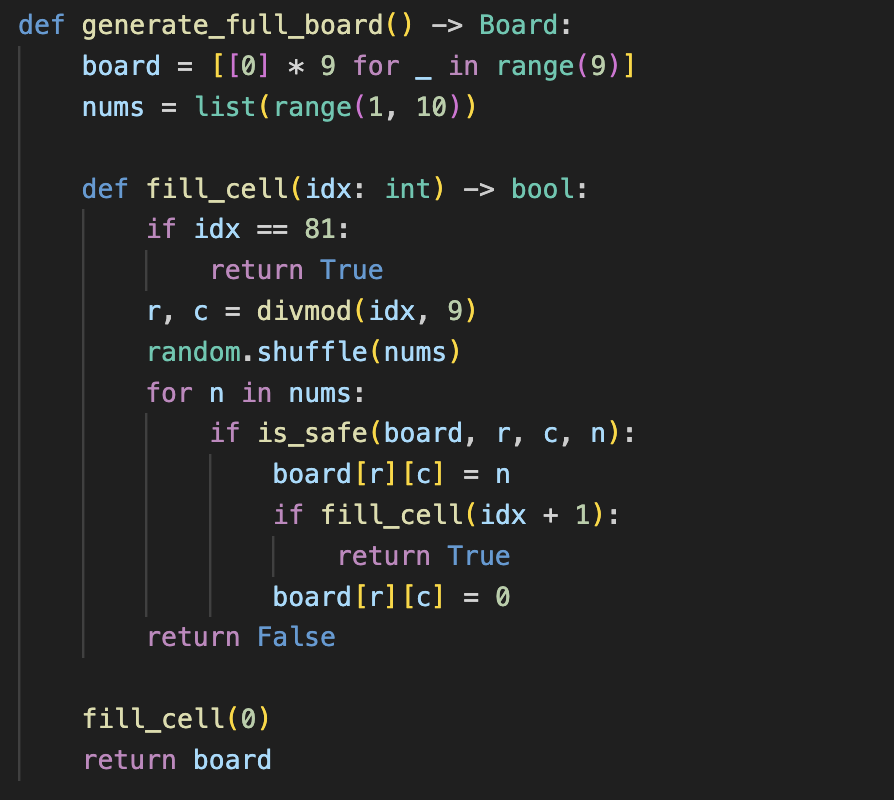 def generate_full_board() -> Board:
    board = [[0] * 9 for _ in range(9)]
    nums = list(range(1, 10))

    def fill_cell(idx: int) -> bool:
        if idx == 81:
            return True
        r, c = divmod(idx, 9)
        random.shuffle(nums)
        for n in nums:
            if is_safe(board, r, c, n):
                board[r][c] = n
                if fill_cell(idx + 1):
                    return True
                board[r][c] = 0
        return False

    fill_cell(0)
    return board